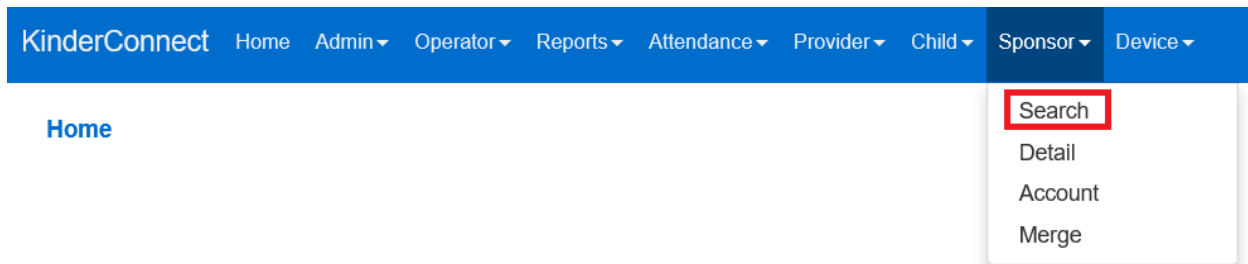 KinderConnect Home Admin Operator Reports Attendance Provider Child Sponsor Device
Home
Search
Detail
Account
Merge